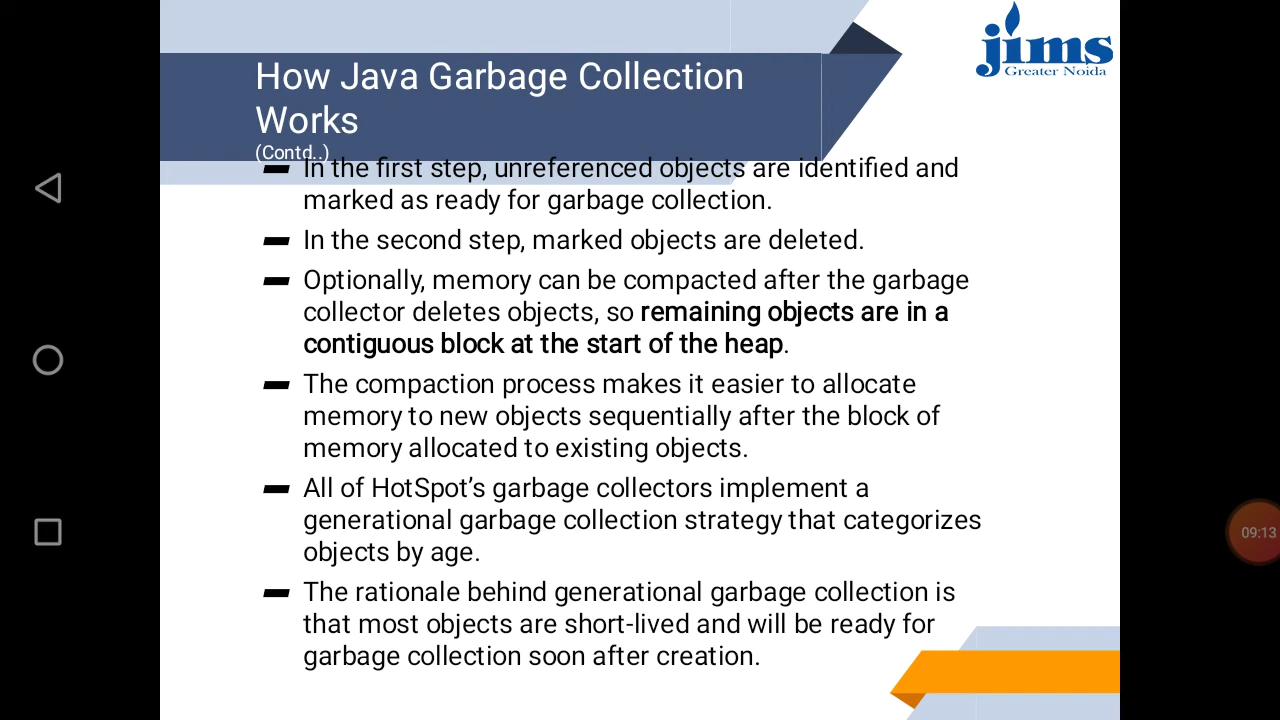 jims
Greater Noida
How Java Garbage Collection
Works
(Contd..)
In the first step, unreferenced objects are identified and
marked as ready for garbage collection.
In the second step, marked objects are deleted.
Optionally, memory can be compacted after the garbage
collector deletes objects, so remaining objects are in a
contiguous block at the start of the heap.
The compaction process makes it easier to allocate
memory to new objects sequentially after the block of
memory allocated to existing objects.
All of HotSpot’s garbage collectors implement a
generational garbage collection strategy that categorizes
objects by age.
The rationale behind generational garbage collection is
that most objects are short-lived and will be ready for
garbage collection soon after creation.
09:13